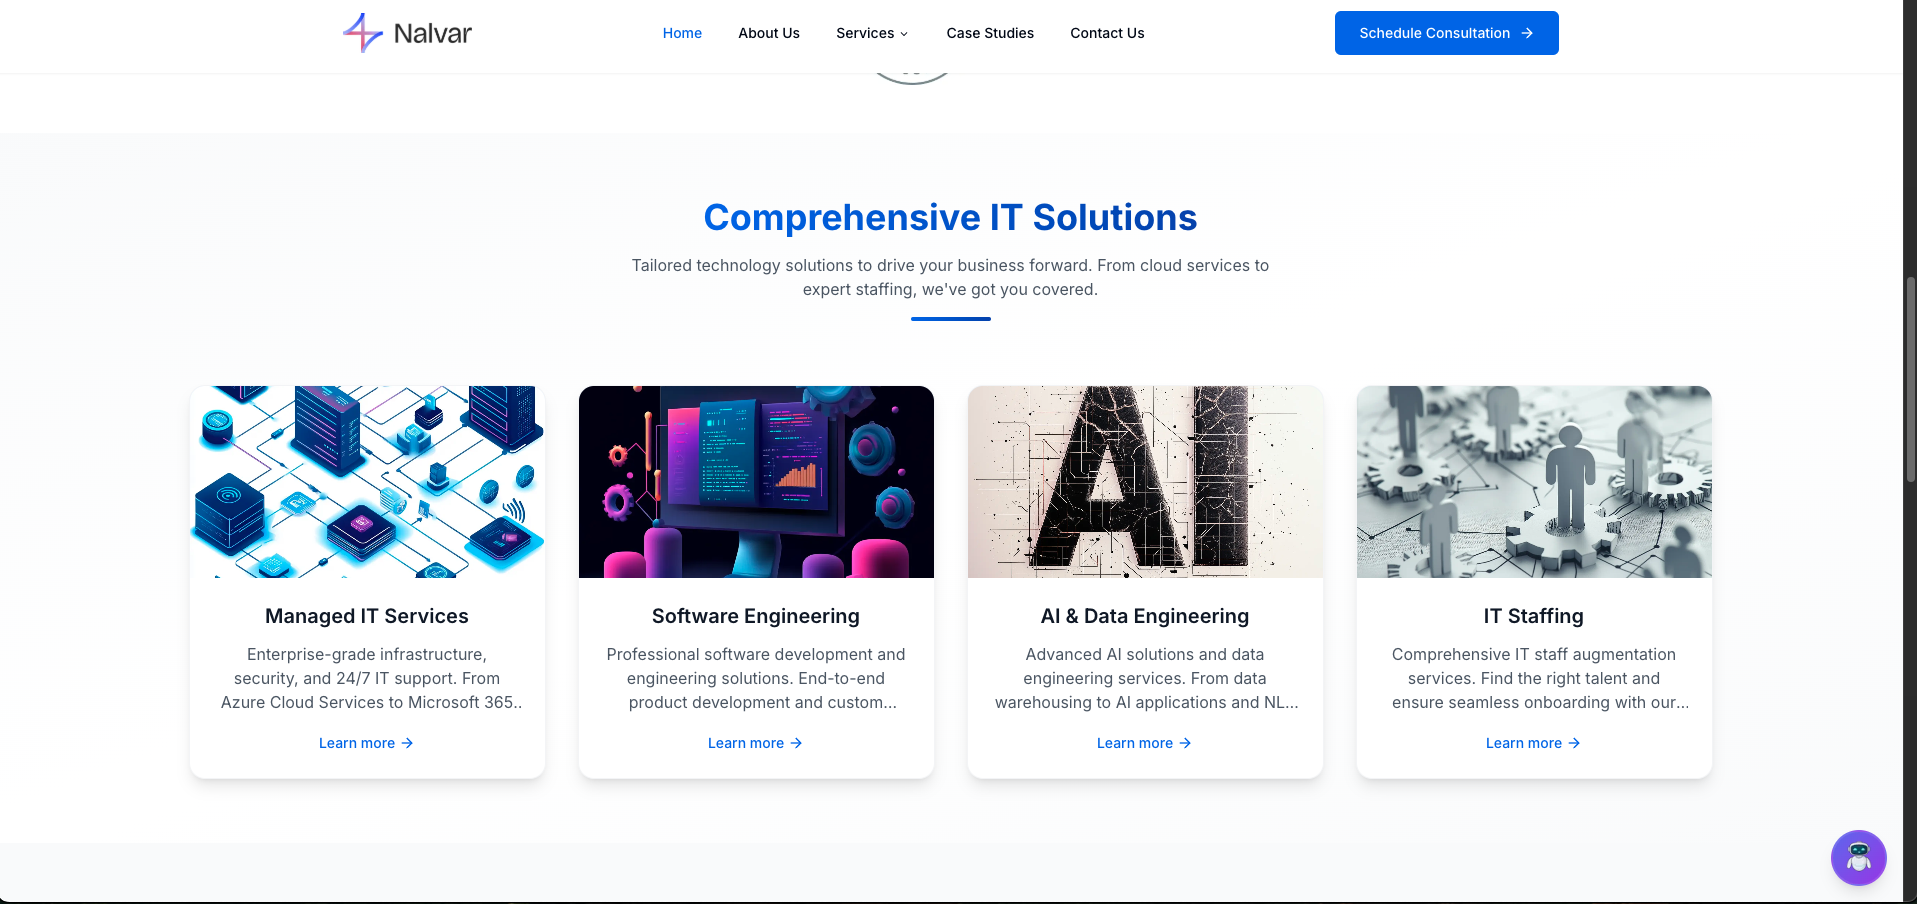 Nalvar
Home
About Us
Services
Case Studies
Contact Us
Schedule Consultation
Comprehensive IT Solutions
Tailored technology solutions to drive your business forward. From cloud services to
expert staffing, we've got you covered.
AI
Managed IT Services
Enterprise-grade infrastructure,
security, and 24/7 IT support. From
Azure Cloud Services to Microsoft 365..
Learn more
Software Engineering
Professional software development and
engineering solutions. End-to-end
product development and custom...
Learn more
AI & Data Engineering
Advanced AI solutions and data
engineering services. From data
warehousing to AI applications and NL...
Learn more
IT Staffing
Comprehensive IT staff augmentation
services. Find the right talent and
ensure seamless onboarding with our...
Learn more